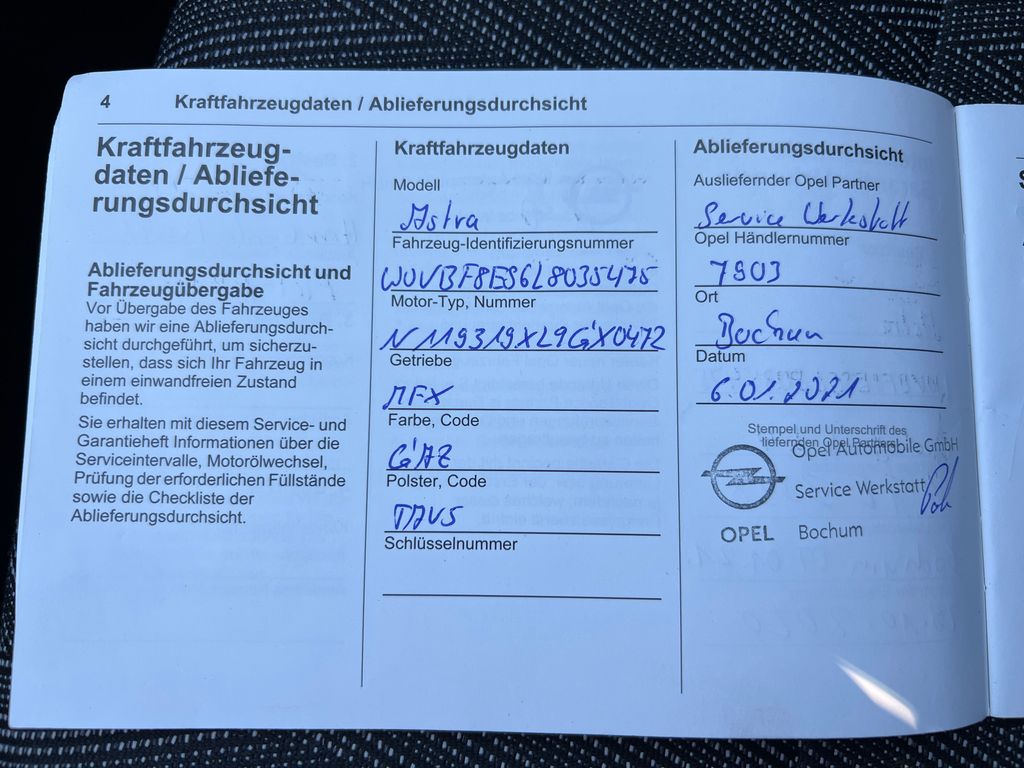 4 Kraftfahrzeugdaten / Ablieferungsdurchsicht
Kraftfahrzeug-
daten / Abliefe-
rungsdurchsicht
Ablieferungsdurchsicht und
Fahrzeugübergabe
Vor Übergabe des Fahrzeuges
haben wir eine Ablieferungsdurch-
sicht durchgeführt, um sicherzu-
stellen, dass sich Ihr Fahrzeug in
einem einwandfreien Zustand
befindet.
Sie erhalten mit diesem Service- und
Garantieheft Informationen über die
Serviceintervalle, Motorölwechsel,
Prüfung der erforderlichen Füllstände
sowie die Checkliste der
Ablieferungsdurchsicht.
Kraftfahrzeugdaten
Modell
Astra
Fahrzeug-Identifizierungsnummer
W0VBF8ES6L8035475
Motor-Typ, Nummer
N119319XL9GX0472
Getriebe
MFX
Farbe, Code
GAZ
Polster, Code
TAVS
Schlüsselnummer
Ablieferungsdurchsicht
Ausliefernder Opel Partner
Service Werkstatt
Opel Händlernummer
7903
Ort
Bochum
Datum
6.01.2021
Stempel und Unterschrift des
liefernden Opel Partners
Opel Automobile GmbH
Service Werkstatt
OPEL Bochum